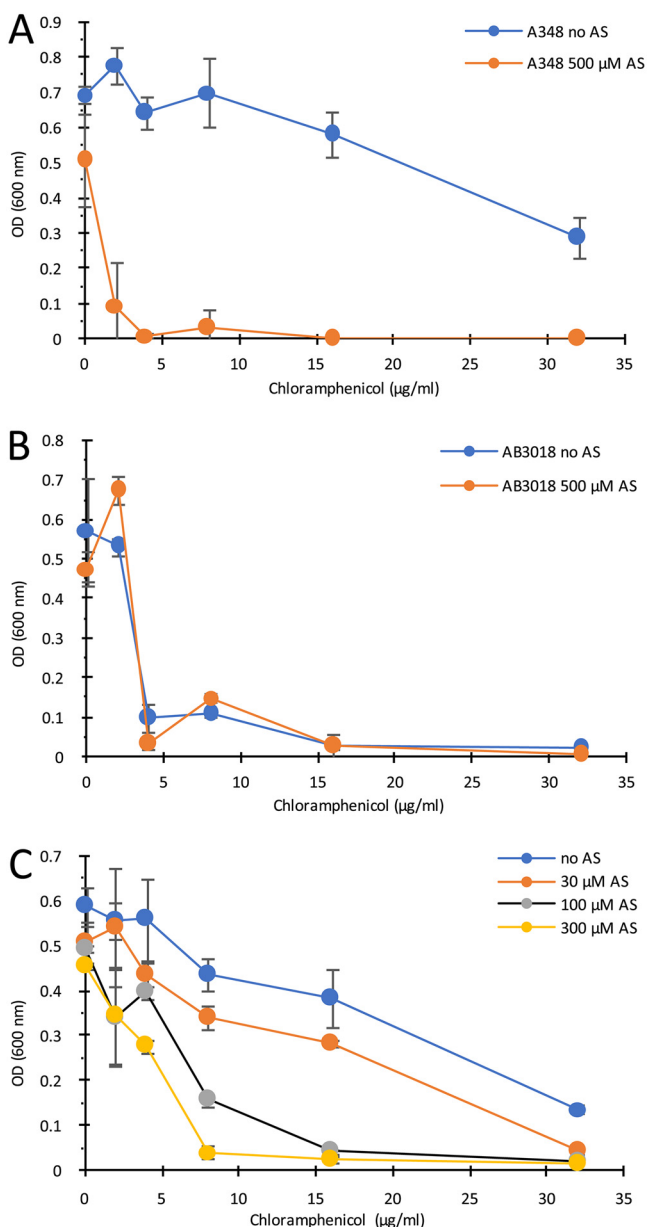 A
0.9
0.8
0.7
0.6
0.5
0.4
0.3
0.2
0.1
0
OD (600 nm)
A348 no AS
A348 500 µM AS
0 5 10 15 20 25 30 35
Chloramphenicol (µg/ml)
B
0.8
0.7
0.6
0.5
0.4
0.3
0.2
0.1
0
OD (600 nm)
AB3018 no AS
AB3018 500 µM AS
0 5 10 15 20 25 30 35
Chloramphenicol (µg/ml)
C
0.7
0.6
0.5
0.4
0.3
0.2
0.1
0
OD (600 nm)
no AS
30 µM AS
100 µM AS
300 µM AS
0 5 10 15 20 25 30 35
Chloramphenicol (µg/ml)